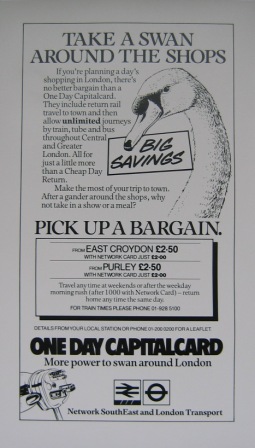 TAKE A SWAN
AROUND THE SHOPS
If you're planning a day's
shopping in London, there's
no better bargain than a
One Day Capitalcard.
They include return rail
travel to town and then
allow unlimited journeys
by train, tube and bus
throughout Central
and Greater
London. All for
just a little more
than a Cheap Day
Return.
BIG
SAVINGS
Make the most of your trip to town.
After a gander around the shops, why
not take in a show or a meal?
PICK UP A BARGAIN.
FROM EAST CROYDON £2·50
WITH NETWORK CARD JUST £2·00
FROM PURLEY £2·50
WITH NETWORK CARD JUST £2·00
Travel any time at weekends or after the weekday
morning rush (after 1000 with Network Card) – return
home any time the same day.
FOR TRAIN TIMES PLEASE PHONE 01-928 5100
DETAILS FROM YOUR LOCAL STATION OR PHONE 01-200 0200 FOR A LEAFLET.
ONE DAY CAPITALCARD
More power to swan around London
Network SouthEast and London Transport